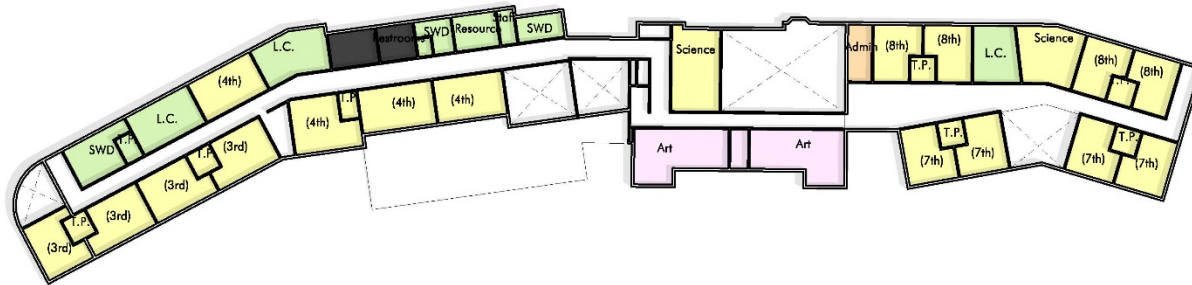 Staff
SWD
Resource
SWD
Restrooms
L.C.
Science
Admin
(8th)
(8th)
T.P.
L.C.
Science
(8th)
(8th)
T.P.
(4th)
L.C.
T.P.
SWD
(4th)
T.P.
(4th)
(4th)
(3rd)
T.P.
(3rd)
(3rd)
T.P.
(3rd)
Art
Art
T.P.
(7th)
(7th)
T.P.
(7th)
(7th)